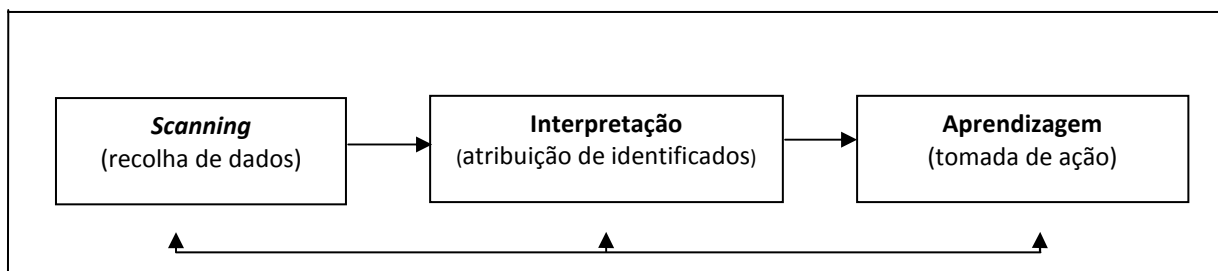 Scanning
(recolha de dados)
Interpretação
(atribuição de identificados)
Aprendizagem
(tomada de ação)